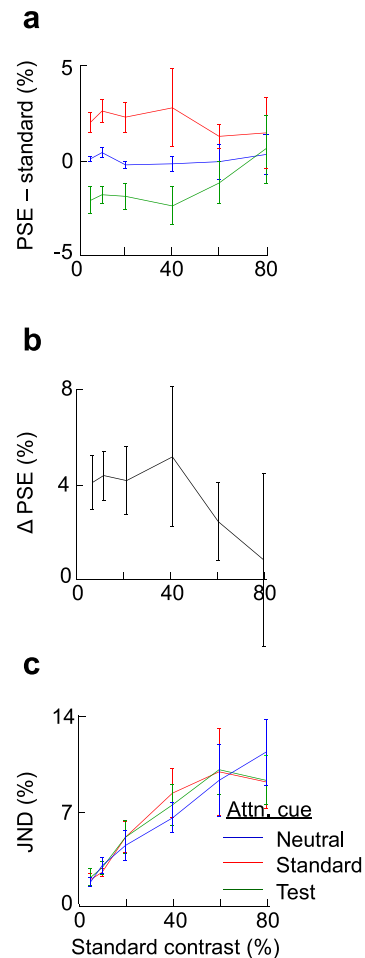 a
PSE – standard (%)
5
0
-5
40
80
b
Δ PSE (%)
8
4
0
0
40
80
c
JND (%)
14
7
0
0
40
80
Standard contrast (%)
Attn. cue
Neutral
Standard
Test